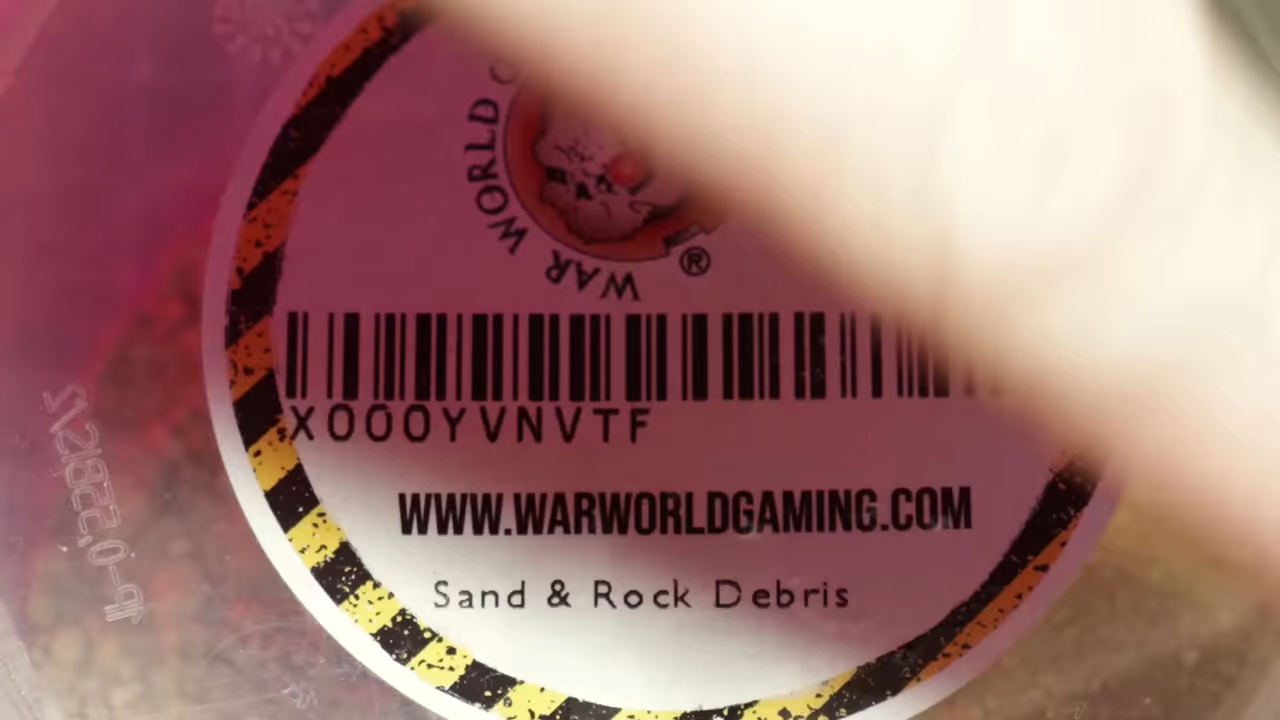 WAR WORLD
®
X000YVNVTF
WWW.WARWORLDGAMING.COM
Sand & Rock Debris